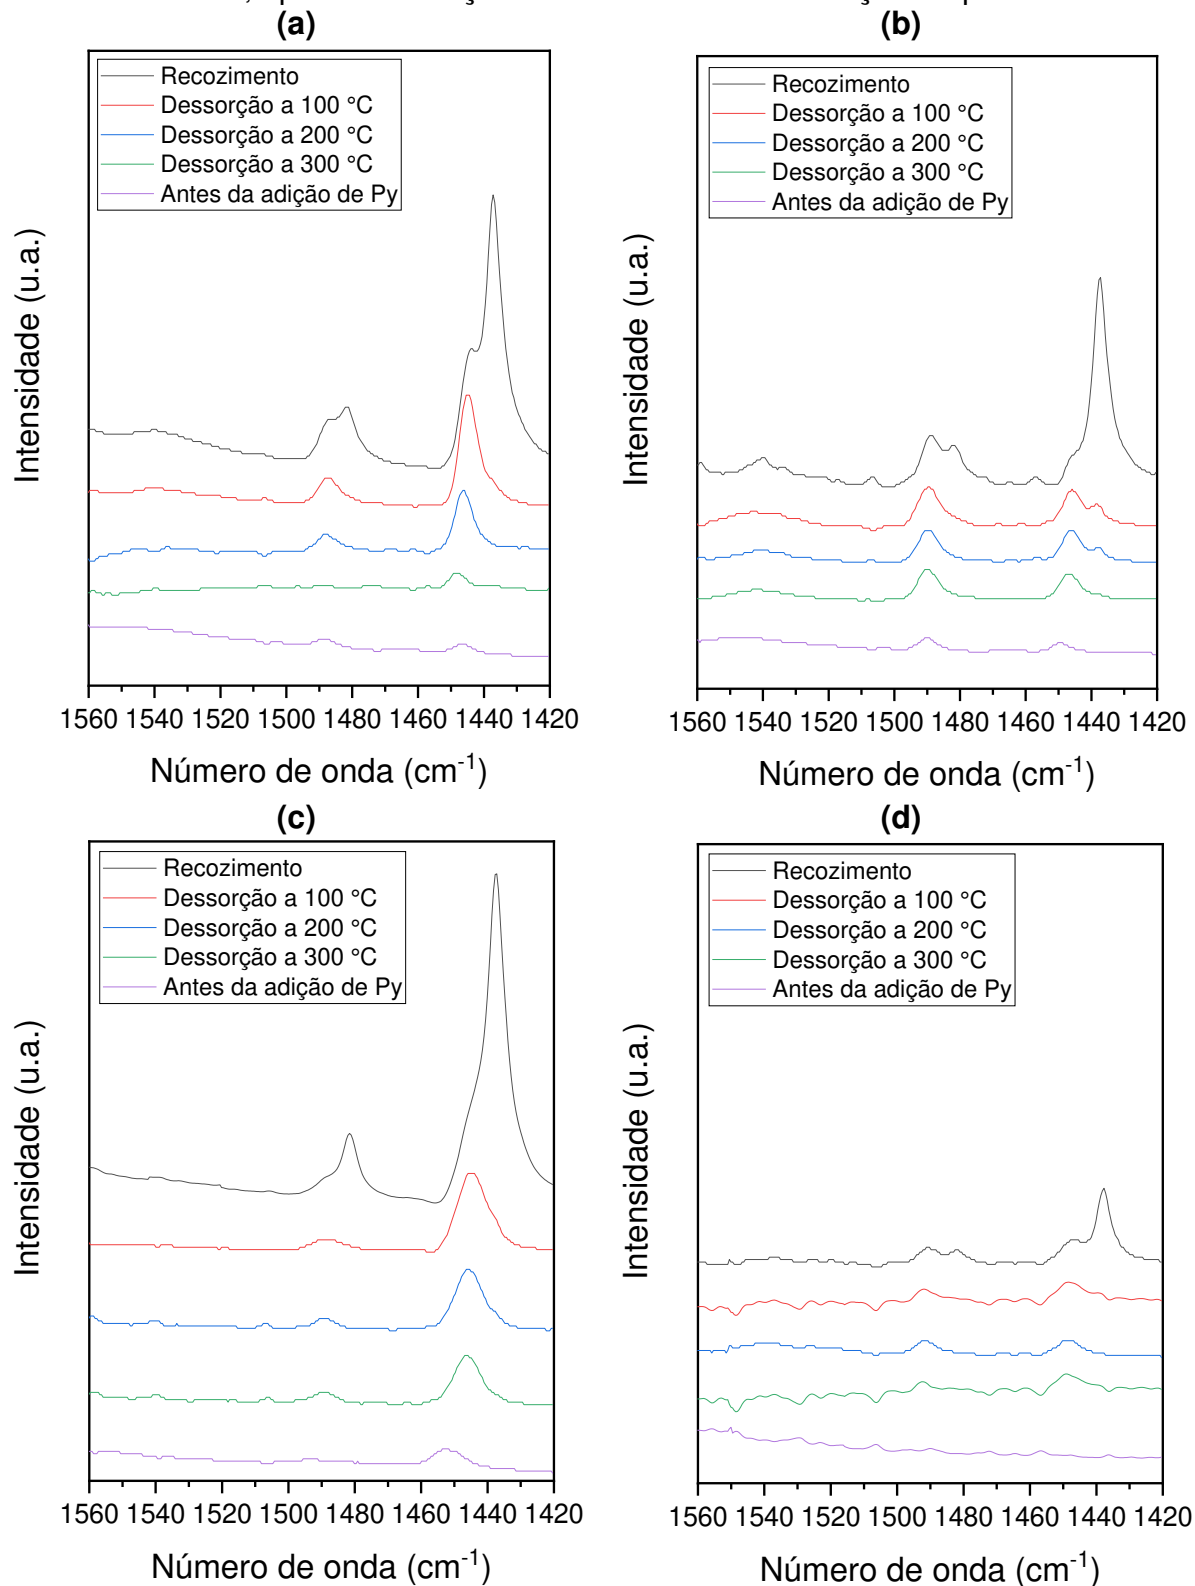 (a)
Recozimento
Dessorção a 100 °C
Dessorção a 200 °C
Dessorção a 300 °C
Antes da adição de Py
Intensidade (u.a.)
1560 1540 1520 1500 1480 1460 1440 1420
Número de onda (cm⁻¹)
(b)
Recozimento
Dessorção a 100 °C
Dessorção a 200 °C
Dessorção a 300 °C
Antes da adição de Py
Intensidade (u.a.)
1560 1540 1520 1500 1480 1460 1440 1420
Número de onda (cm⁻¹)
(c)
Recozimento
Dessorção a 100 °C
Dessorção a 200 °C
Dessorção a 300 °C
Antes da adição de Py
Intensidade (u.a.)
1560 1540 1520 1500 1480 1460 1440 1420
Número de onda (cm⁻¹)
(d)
Recozimento
Dessorção a 100 °C
Dessorção a 200 °C
Dessorção a 300 °C
Antes da adição de Py
Intensidade (u.a.)
1560 1540 1520 1500 1480 1460 1440 1420
Número de onda (cm⁻¹)